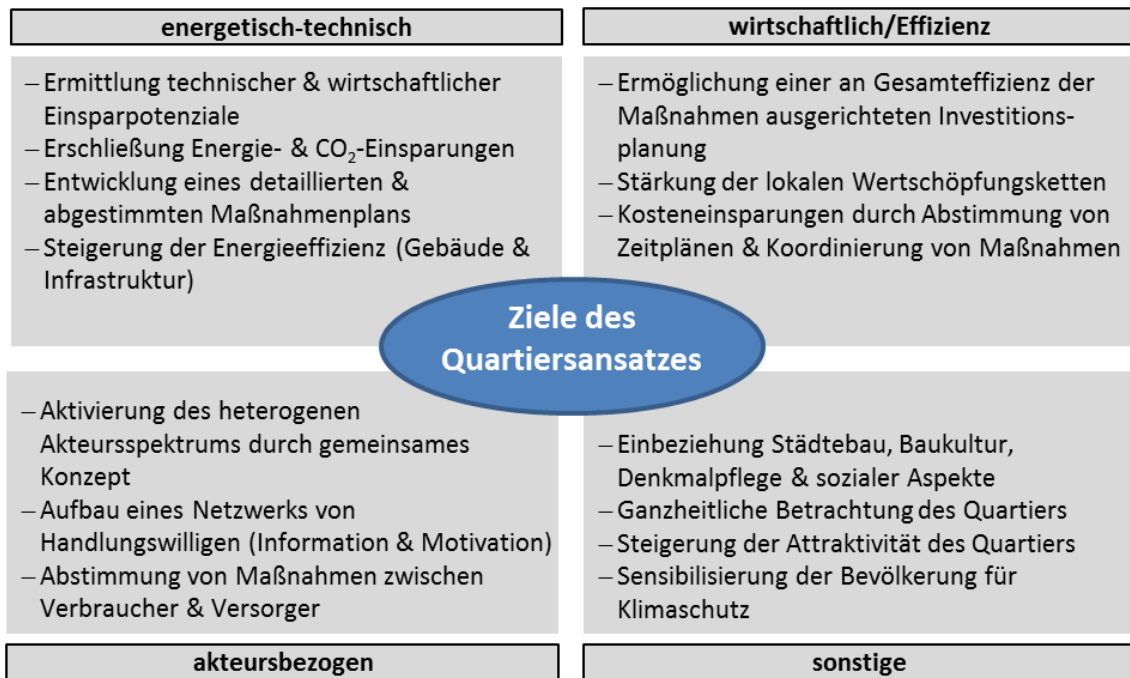 energetisch-technisch
– Ermittlung technischer & wirtschaftlicher
Einsparpotenziale
– Erschließung Energie- & CO₂-Einsparungen
– Entwicklung eines detaillierten &
abgestimmten Maßnahmenplans
– Steigerung der Energieeffizienz (Gebäude &
Infrastruktur)
wirtschaftlich/Effizienz
– Ermöglichung einer an Gesamteffizienz der
Maßnahmen ausgerichteten Investitions-
planung
– Stärkung der lokalen Wertschöpfungsketten
– Kosteneinsparungen durch Abstimmung von
Zeitplänen & Koordinierung von Maßnahmen
Ziele des
Quartiersansatzes
– Aktivierung des heterogenen
Akteursspektrums durch gemeinsames
Konzept
– Aufbau eines Netzwerks von
Handlungswilligen (Information & Motivation)
– Abstimmung von Maßnahmen zwischen
Verbraucher & Versorger
akteursbezogen
– Einbeziehung Städtebau, Baukultur,
Denkmalpflege & sozialer Aspekte
– Ganzheitliche Betrachtung des Quartiers
– Steigerung der Attraktivität des Quartiers
– Sensibilisierung der Bevölkerung für
Klimaschutz
sonstige